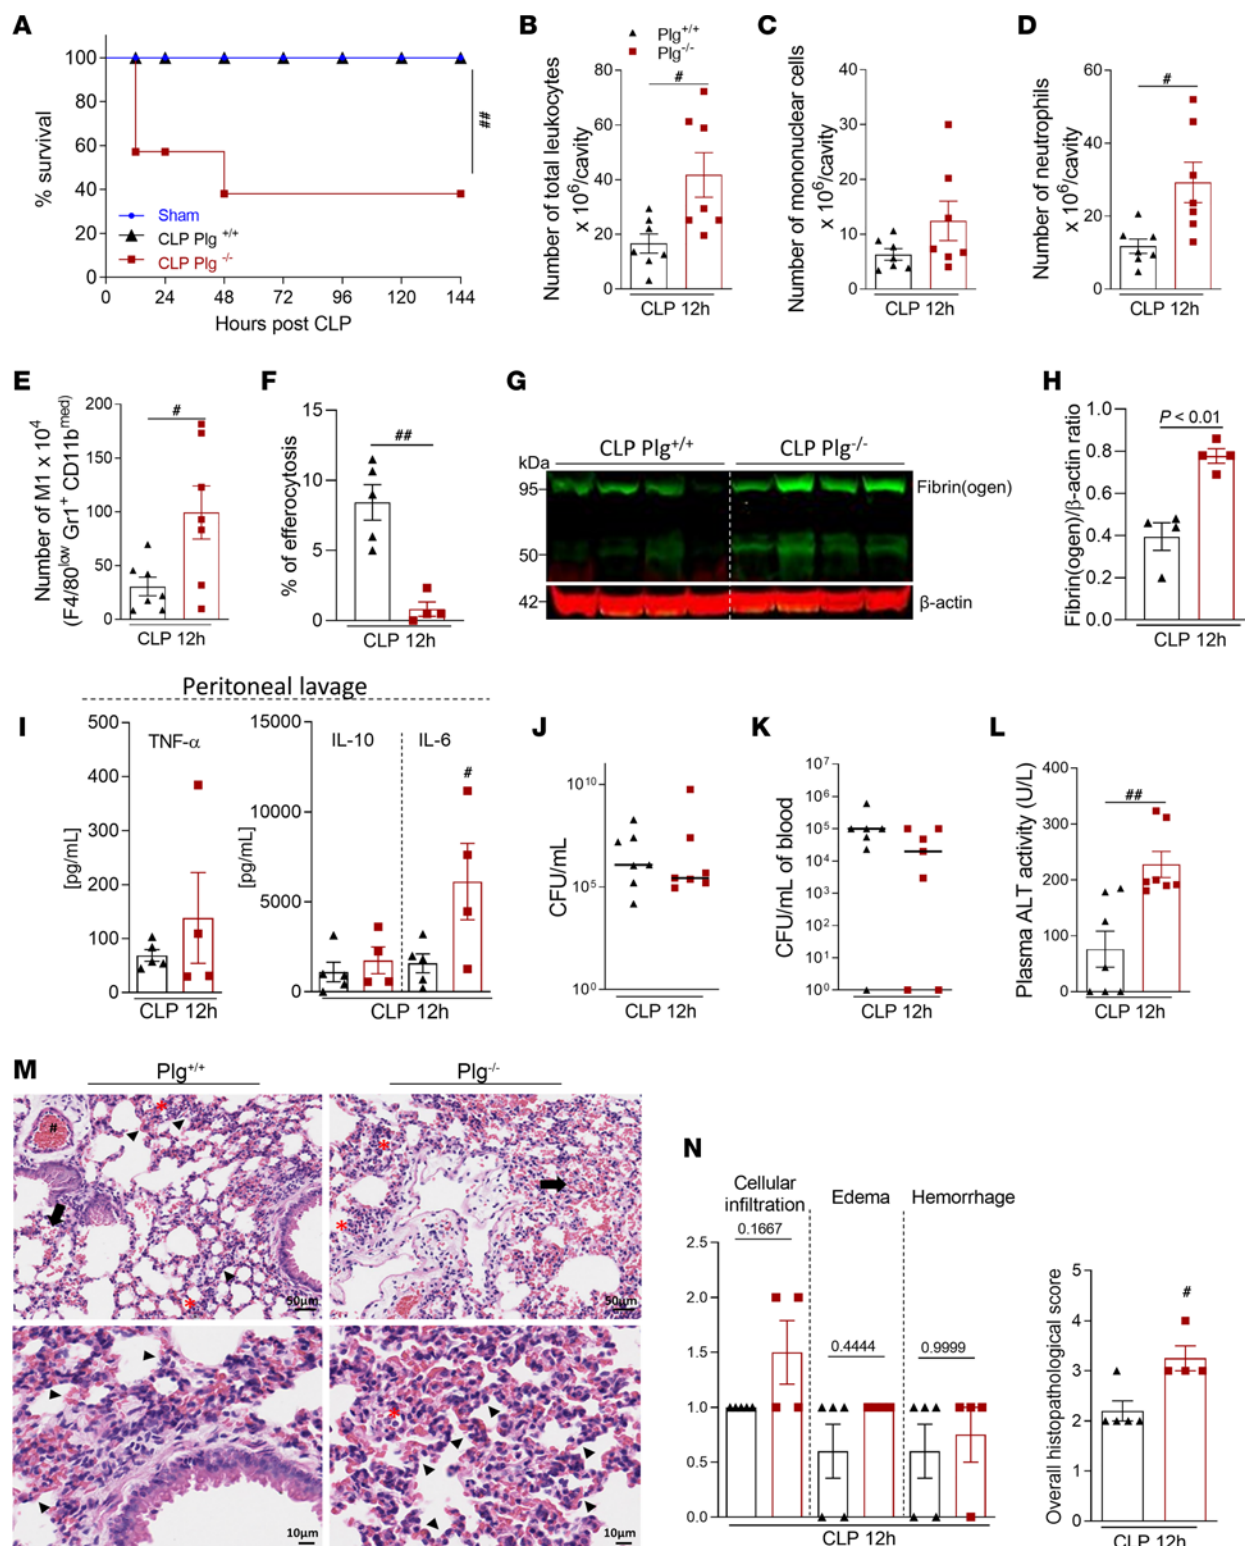 A
% survival
100
80
60
40
20
0
Sham
CLP Plg +/+
CLP Plg -/-
##
0 24 48 72 96 120 144
Hours post CLP
B
Plg+/+
Plg-/-
Number of total leukocytes
x 10^6/cavity
80
60
40
20
0
#
CLP 12h
C
Number of mononuclear cells
x 10^6/cavity
40
30
20
10
0
CLP 12h
D
Number of neutrophils
x 10^6/cavity
60
40
20
0
#
CLP 12h
E
Number of M1 x 10^4
(F4/80^low Gr1^+ CD11b^med)
200
150
100
50
0
#
CLP 12h
F
% of efferocytosis
15
10
5
0
##
CLP 12h
G
CLP Plg+/+ CLP Plg-/-
kDa
95
50
42
Fibrin(ogen)
β-actin
H
Fibrin(ogen)/β-actin ratio
1.0
0.8
0.6
0.4
0.2
0
P < 0.01
CLP 12h
Peritoneal lavage
I
[pg/mL]
500
400
300
200
100
0
TNF-α
CLP 12h
[pg/mL]
15000
10000
5000
0
IL-10 IL-6
#
CLP 12h
J
CFU/mL
10^10
10^5
10^0
CLP 12h
K
CFU/mL of blood
10^7
10^6
10^5
10^4
10^3
10^2
10^1
10^0
CLP 12h
L
Plasma ALT activity (U/L)
400
300
200
100
0
##
CLP 12h
M
Plg+/+ Plg-/-
#
*
*
*
*
50μm
50μm
*
10μm
10μm
N
Cellular
infiltration
Edema
Hemorrhage
0.1667
0.4444
0.9999
2.5
2.0
1.5
1.0
0.5
0.0
CLP 12h
Overall histopathological score
5
4
3
2
1
0
#
CLP 12h